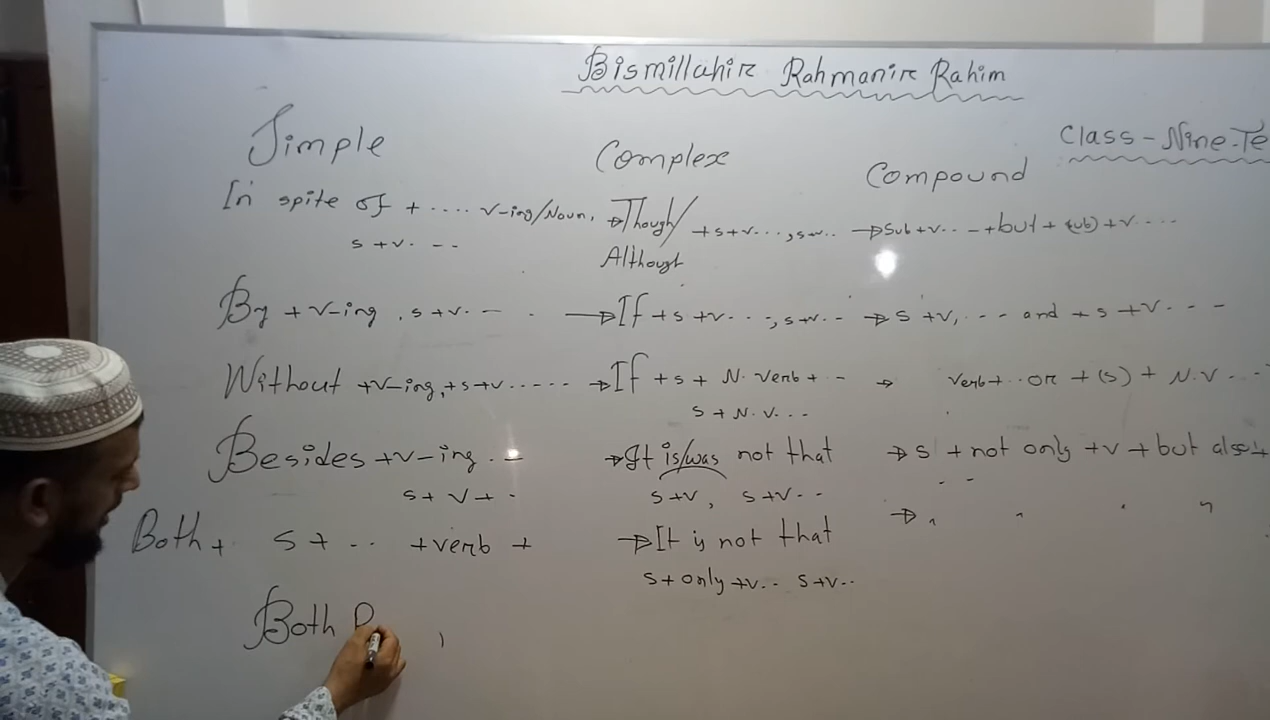 Bismillahir Rahmanir Rahim
Class - Nine-Te
Simple Complex Compound
In spite of + .... v-ing/Noun, → Though/ + s+v...., s+v.. → Sub+v.. - +but + (sub) + v ....
s + v. - - Although
By + v-ing , s+v. - - → If + s + v - - -, s+v. - - → s + v, - - - and + s + v - - -
Without +v-ing, +s+v ..... → If + s + N. verb + - → verb+ .. or + (s) + N.V ...
s + N. v...
Besides +v-ing . - → It is/was not that → s + not only + v + but also +
s + v + . s+v, s+v - - - -
Both + s + ... + verb + → It is not that → " " " "
s + only +v.. s+v..
Both R ,